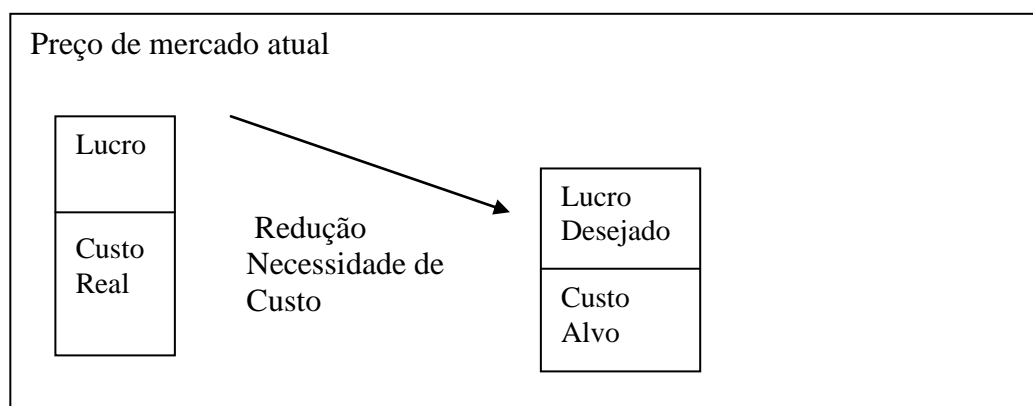 Preço de mercado atual
Lucro
Custo
Real
Redução
Necessidade de
Custo
Lucro
Desejado
Custo
Alvo